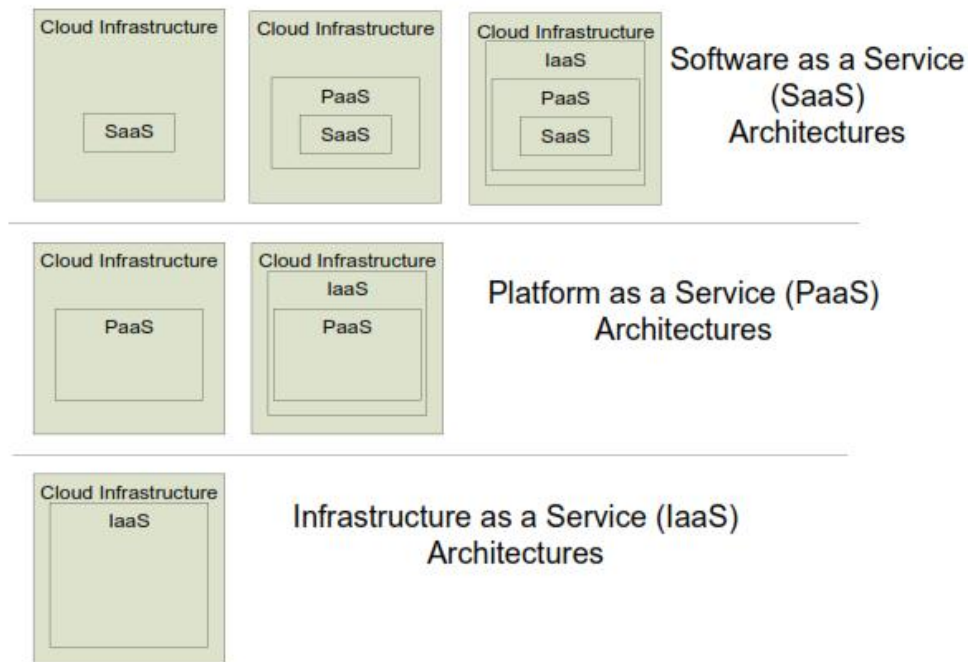 Cloud Infrastructure
SaaS
Cloud Infrastructure
PaaS
SaaS
Cloud Infrastructure
IaaS
PaaS
SaaS
Software as a Service
(SaaS)
Architectures
Cloud Infrastructure
PaaS
Cloud Infrastructure
IaaS
PaaS
Platform as a Service (PaaS)
Architectures
Cloud Infrastructure
IaaS
Infrastructure as a Service (IaaS)
Architectures